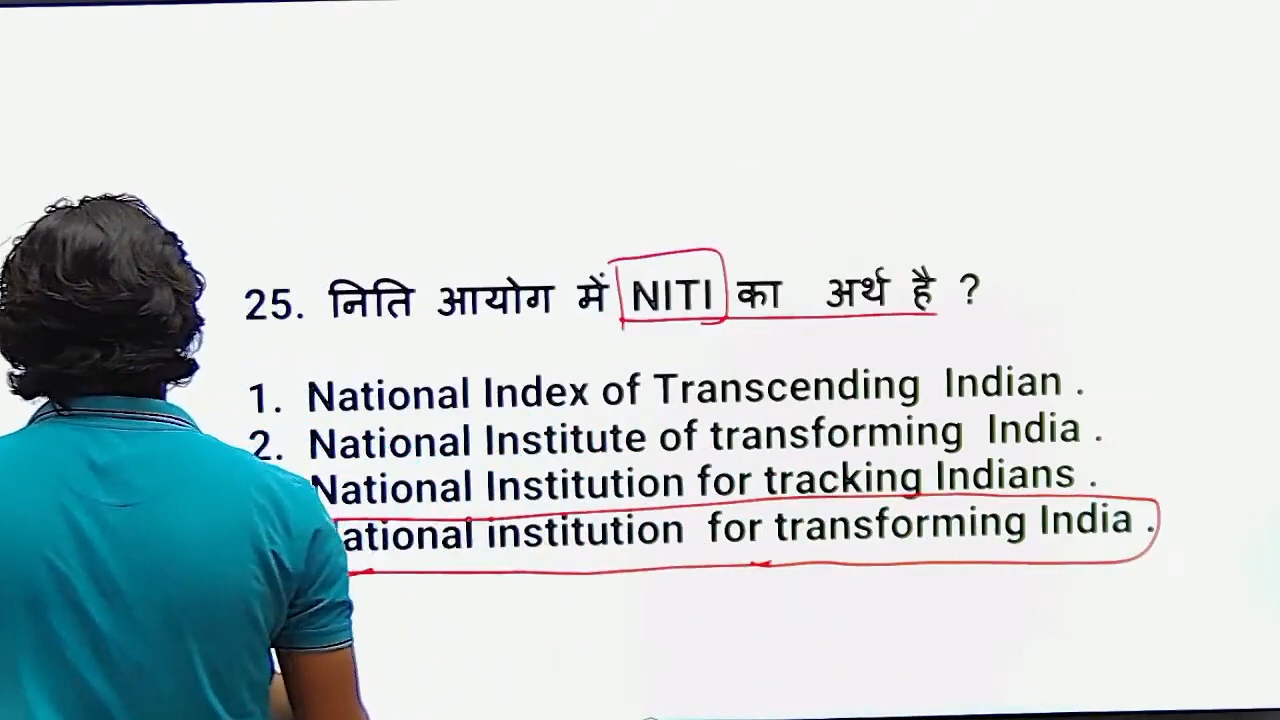 25. निति आयोग में NITI का अर्थ है ?
1. National Index of Transcending Indian .
2. National Institute of transforming India .
National Institution for tracking Indians .
ational institution for transforming India .